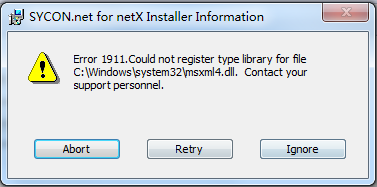 SYCON.net for netX Installer Information
Error 1911.Could not register type library for file
C:\Windows\system32\msxml4.dll.  Contact your
support personnel.
Abort
Retry
Ignore